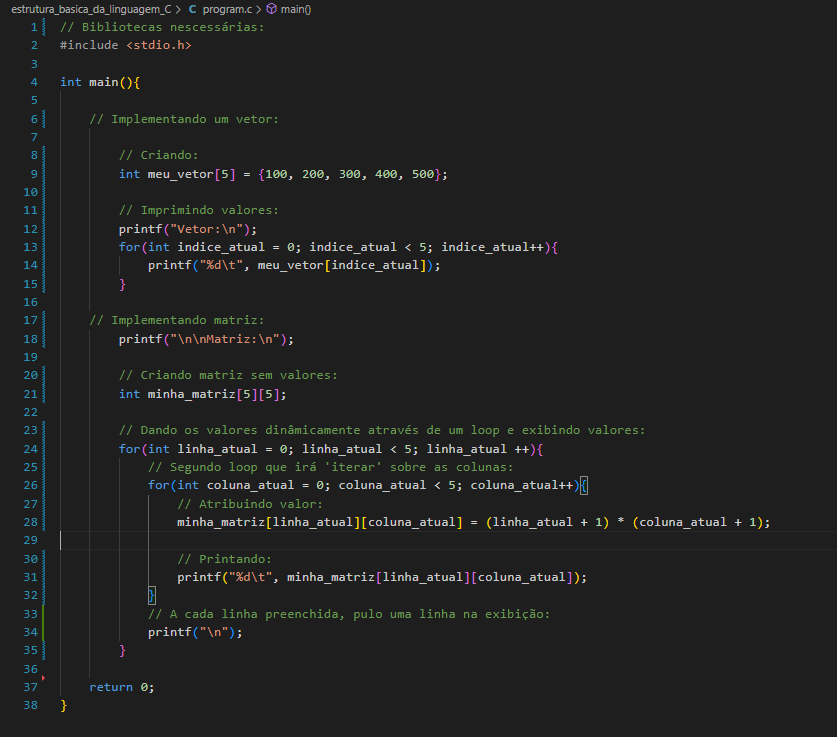 estrutura_basica_da_linguagem_C > C program.c > main()
1 // Bibliotecas nescessárias:
2 #include <stdio.h>
3
4 int main(){
5
6     // Implementando um vetor:
7
8         // Criando:
9         int meu_vetor[5] = {100, 200, 300, 400, 500};
10
11         // Imprimindo valores:
12         printf("Vetor:\n");
13         for(int indice_atual = 0; indice_atual < 5; indice_atual++){
14             printf("%d\t", meu_vetor[indice_atual]);
15         }
16
17     // Implementando matriz:
18         printf("\n\nMatriz:\n");
19
20         // Criando matriz sem valores:
21         int minha_matriz[5][5];
22
23         // Dando os valores dinâmicamente através de um loop e exibindo valores:
24         for(int linha_atual = 0; linha_atual < 5; linha_atual ++){
25             // Segundo loop que irá 'iterar' sobre as colunas:
26             for(int coluna_atual = 0; coluna_atual < 5; coluna_atual++){
27                 // Atribuindo valor:
28                 minha_matriz[linha_atual][coluna_atual] = (linha_atual + 1) * (coluna_atual + 1);
29
30                 // Printando:
31                 printf("%d\t", minha_matriz[linha_atual][coluna_atual]);
32             }
33             // A cada linha preenchida, pulo uma linha na exibição:
34             printf("\n");
35         }
36
37     return 0;
38 }